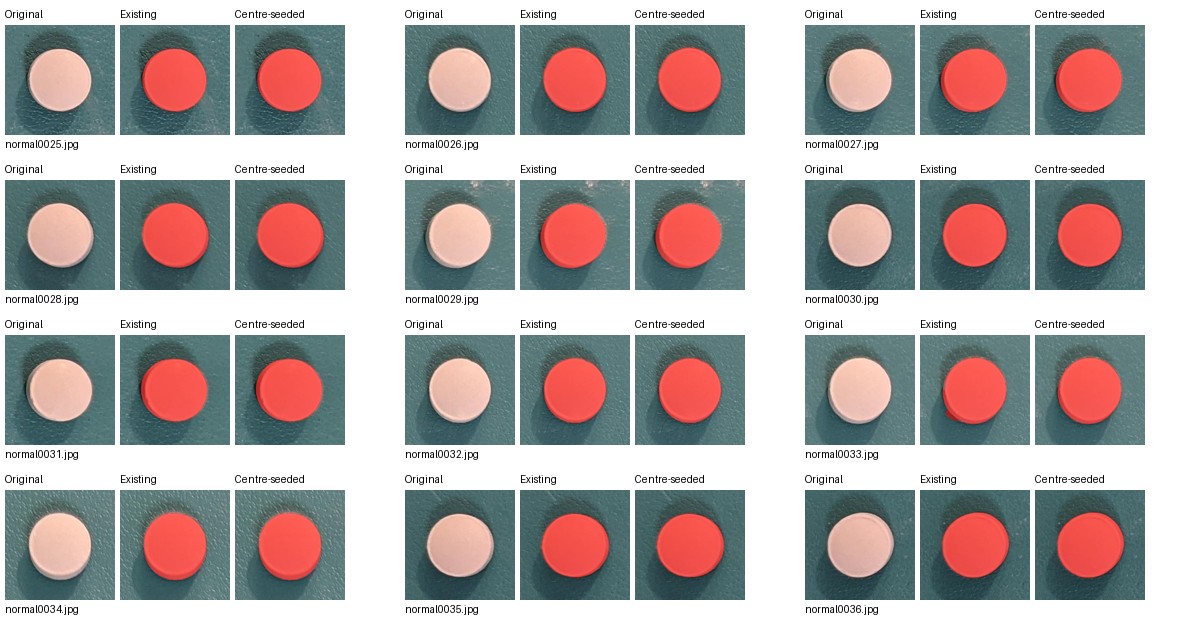 Original Existing Centre-seeded Original Existing Centre-seeded Original Existing Centre-seeded
normal0025.jpg normal0026.jpg normal0027.jpg
Original Existing Centre-seeded Original Existing Centre-seeded Original Existing Centre-seeded
normal0028.jpg normal0029.jpg normal0030.jpg
Original Existing Centre-seeded Original Existing Centre-seeded Original Existing Centre-seeded
normal0031.jpg normal0032.jpg normal0033.jpg
Original Existing Centre-seeded Original Existing Centre-seeded Original Existing Centre-seeded
normal0034.jpg normal0035.jpg normal0036.jpg